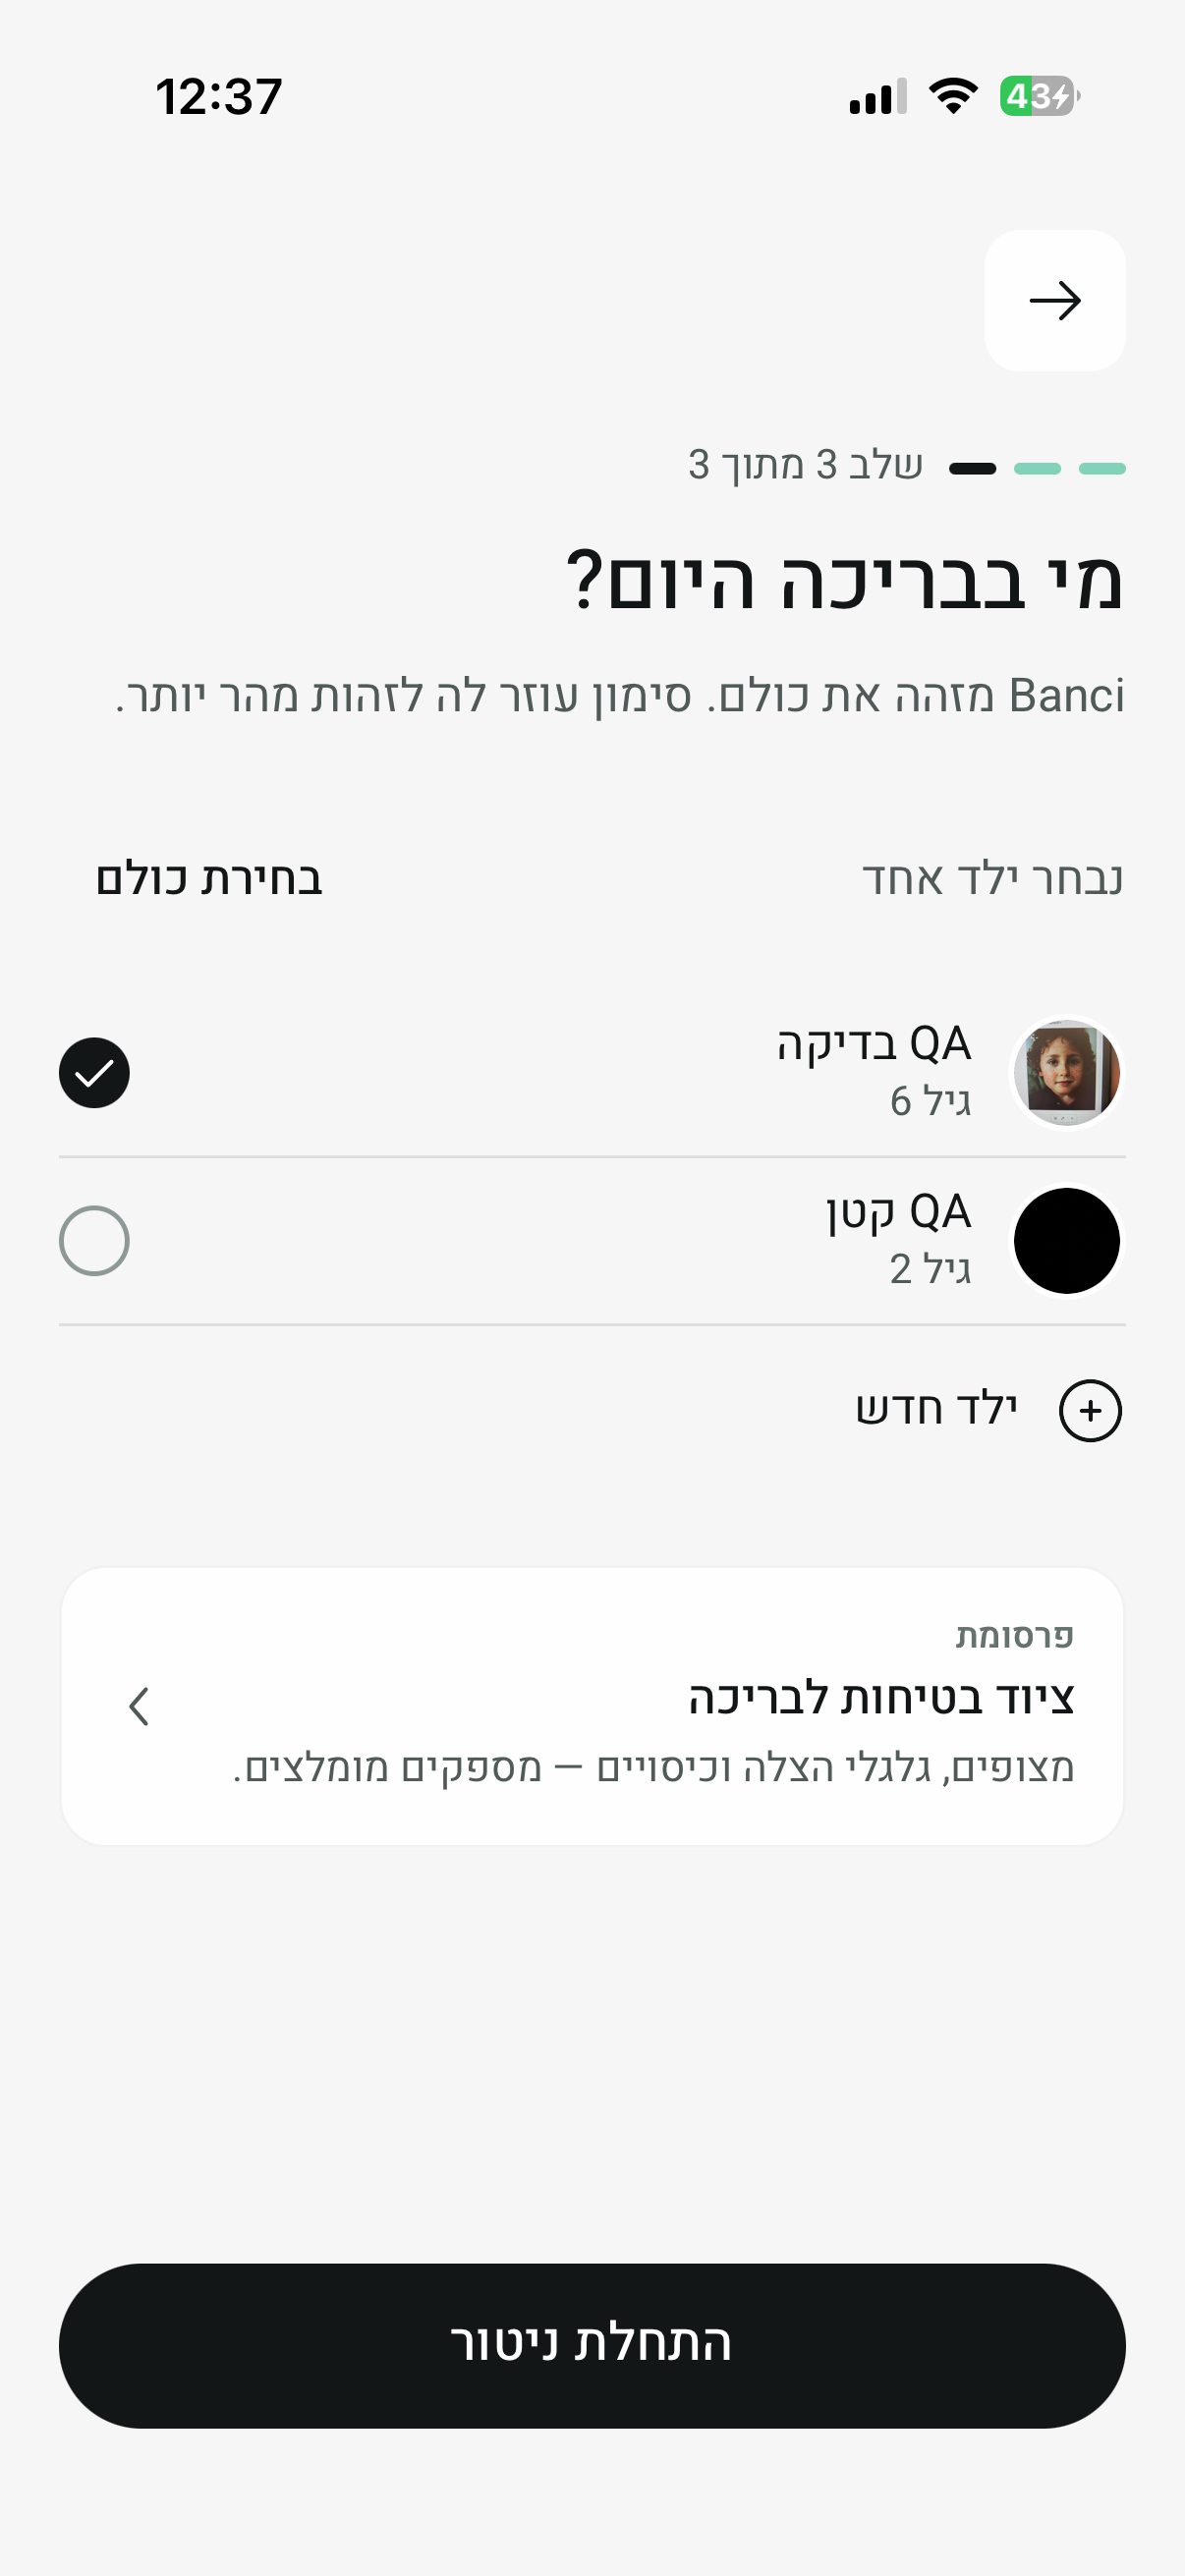 12:37
43
שלב 3 מתוך 3
מי בבריכה היום?
Banci מזהה את כולם. סימון עוזר לה לזהות מהר יותר.
נבחר ילד אחד
בחירת כולם
QA בדיקה
גיל 6
QA קטן
גיל 2
ילד חדש
פרסומת
ציוד בטיחות לבריכה
מצופים, גלגלי הצלה וכיסויים — מספקים מומלצים.
התחלת ניטור